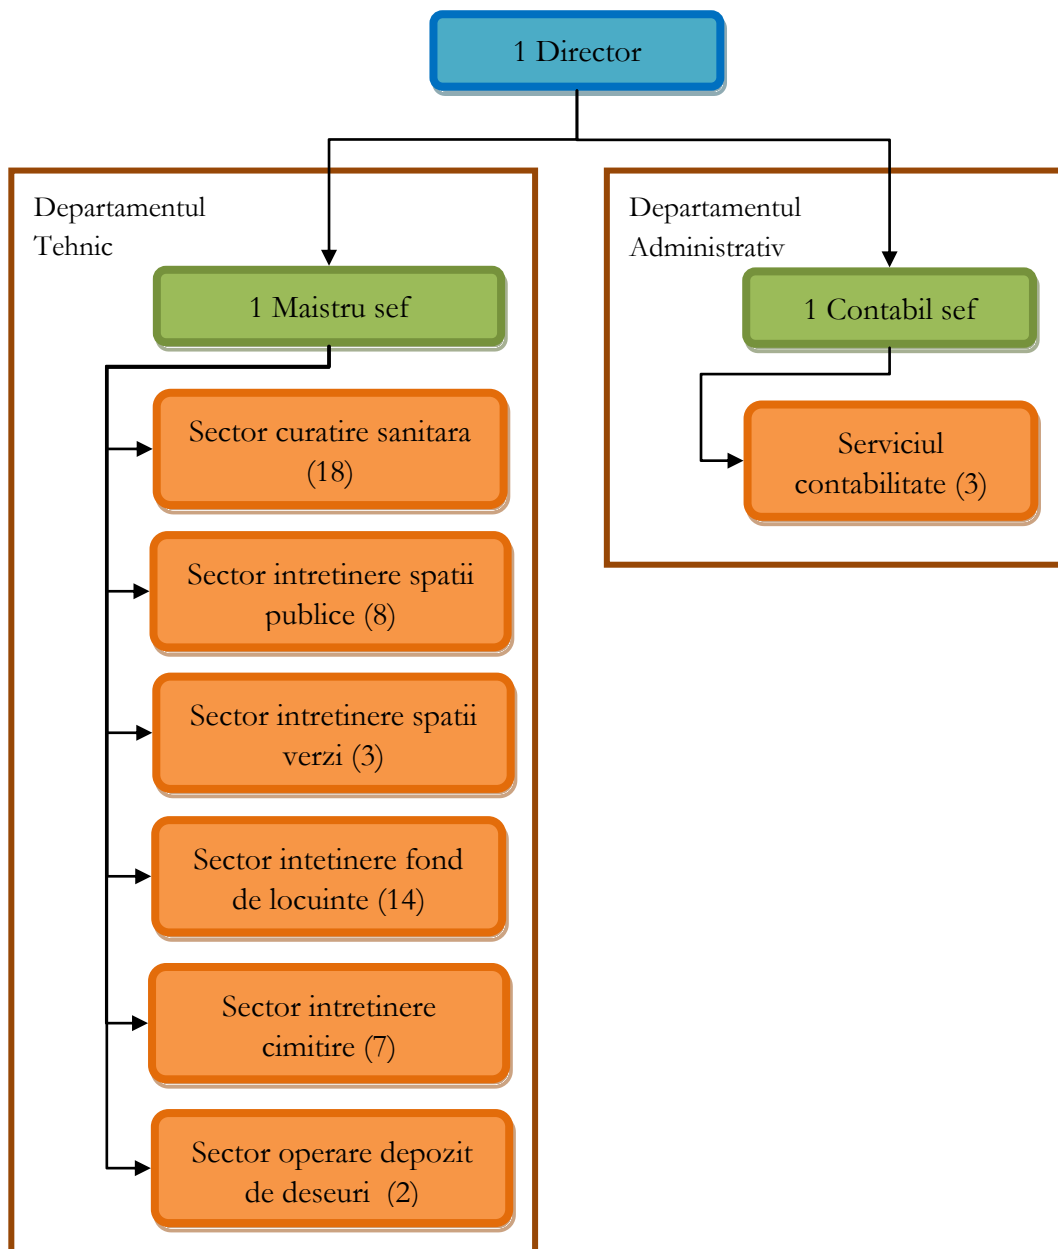 1 Director
Departamentul
Tehnic
1 Maistru sef
Sector curatire sanitara
(18)
Sector intretinere spatii
publice (8)
Sector intretinere spatii
verzi (3)
Sector intetinere fond
de locuinte (14)
Sector intretinere
cimitire (7)
Sector operare depozit
de deseuri (2)
Departamentul
Administrativ
1 Contabil sef
Serviciul
contabilitate (3)